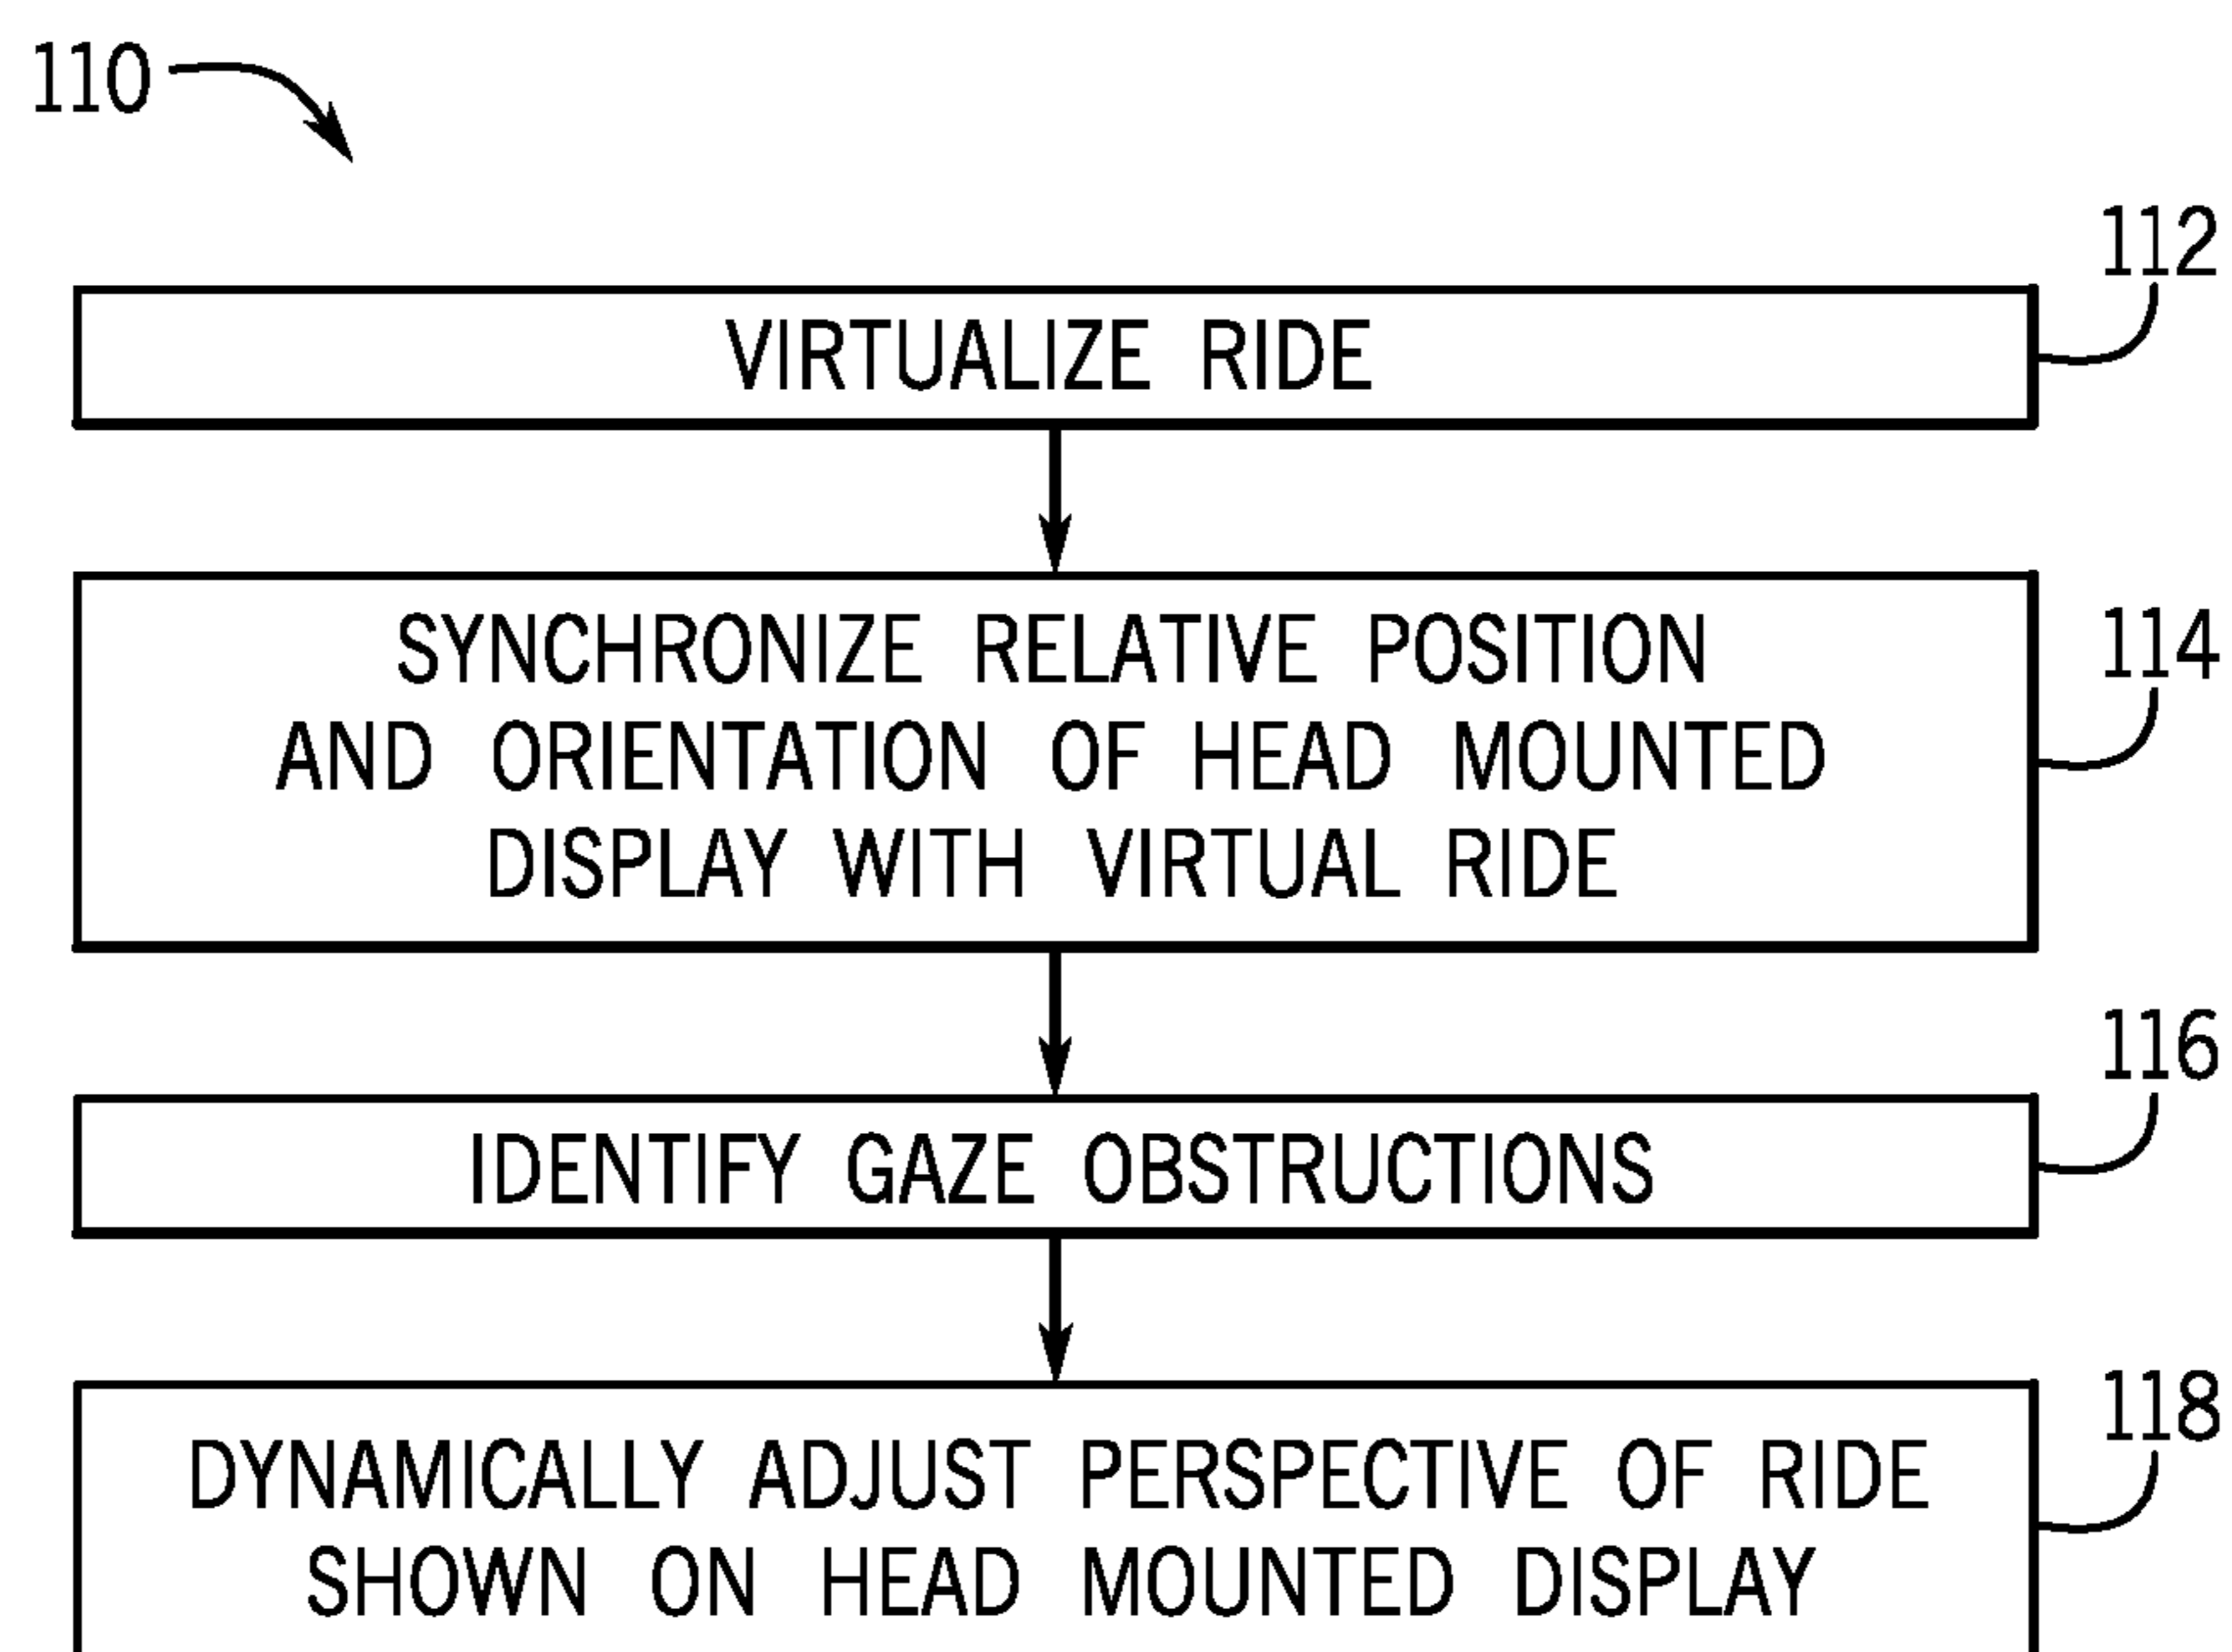 110
112
VIRTUALIZE RIDE
114
SYNCHRONIZE RELATIVE POSITION
AND ORIENTATION OF HEAD MOUNTED
DISPLAY WITH VIRTUAL RIDE
116
IDENTIFY GAZE OBSTRUCTIONS
118
DYNAMICALLY ADJUST PERSPECTIVE OF RIDE
SHOWN ON HEAD MOUNTED DISPLAY